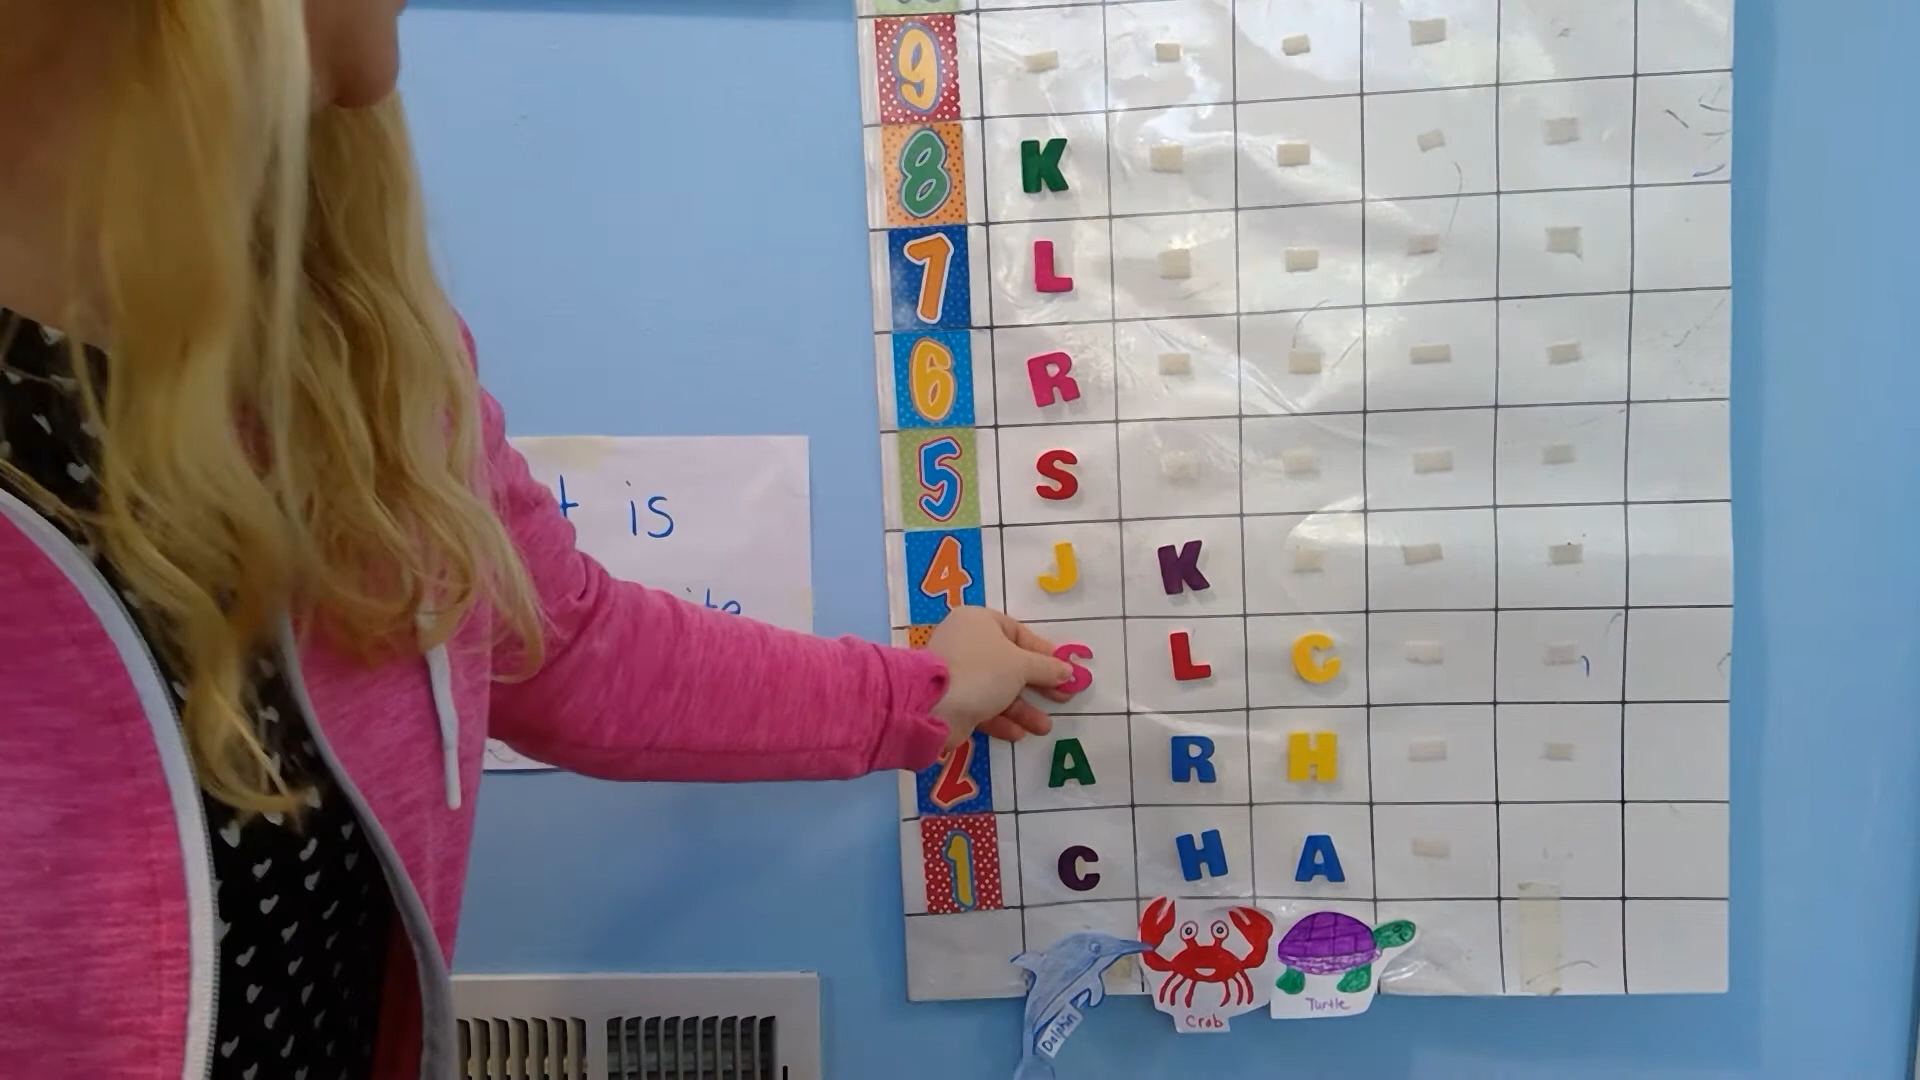 9
8 K
7 L
6 R
5 S
4 J K
S L C
2 A R H
1 C H A
Dolphin
Crab
Turtle
is